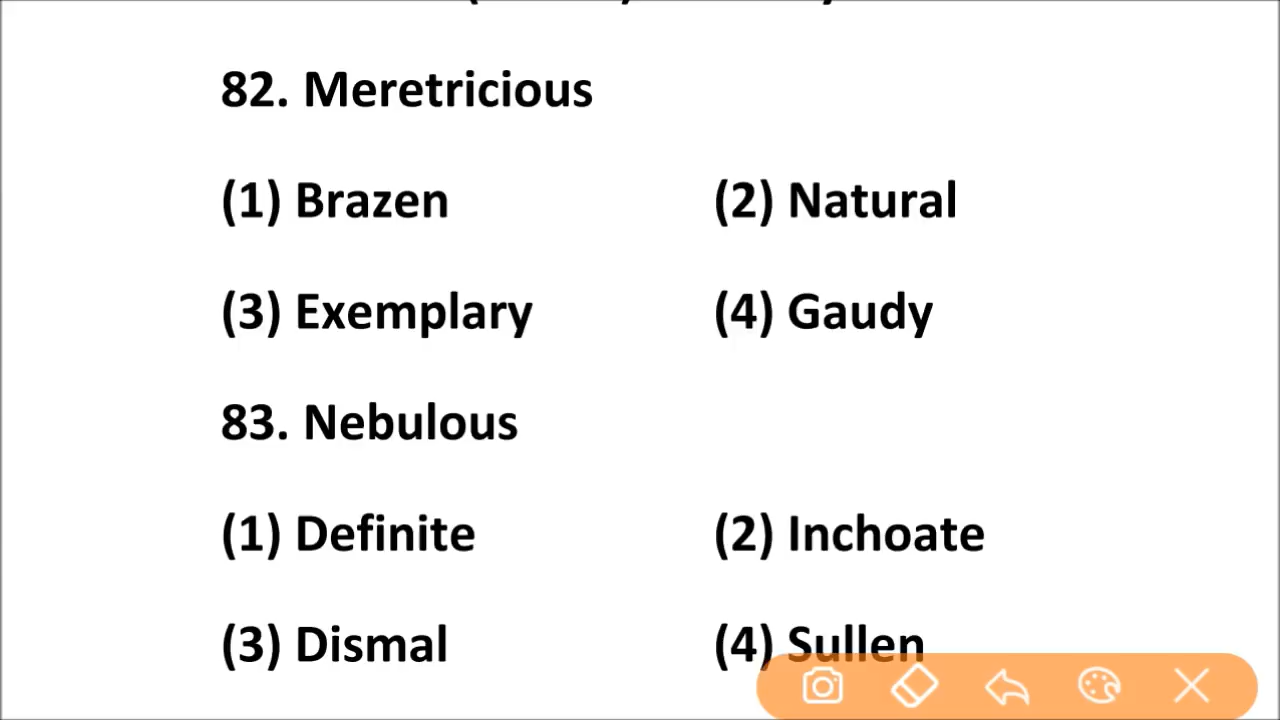 82. Meretricious
(1) Brazen (2) Natural
(3) Exemplary (4) Gaudy
83. Nebulous
(1) Definite (2) Inchoate
(3) Dismal (4) Sullen